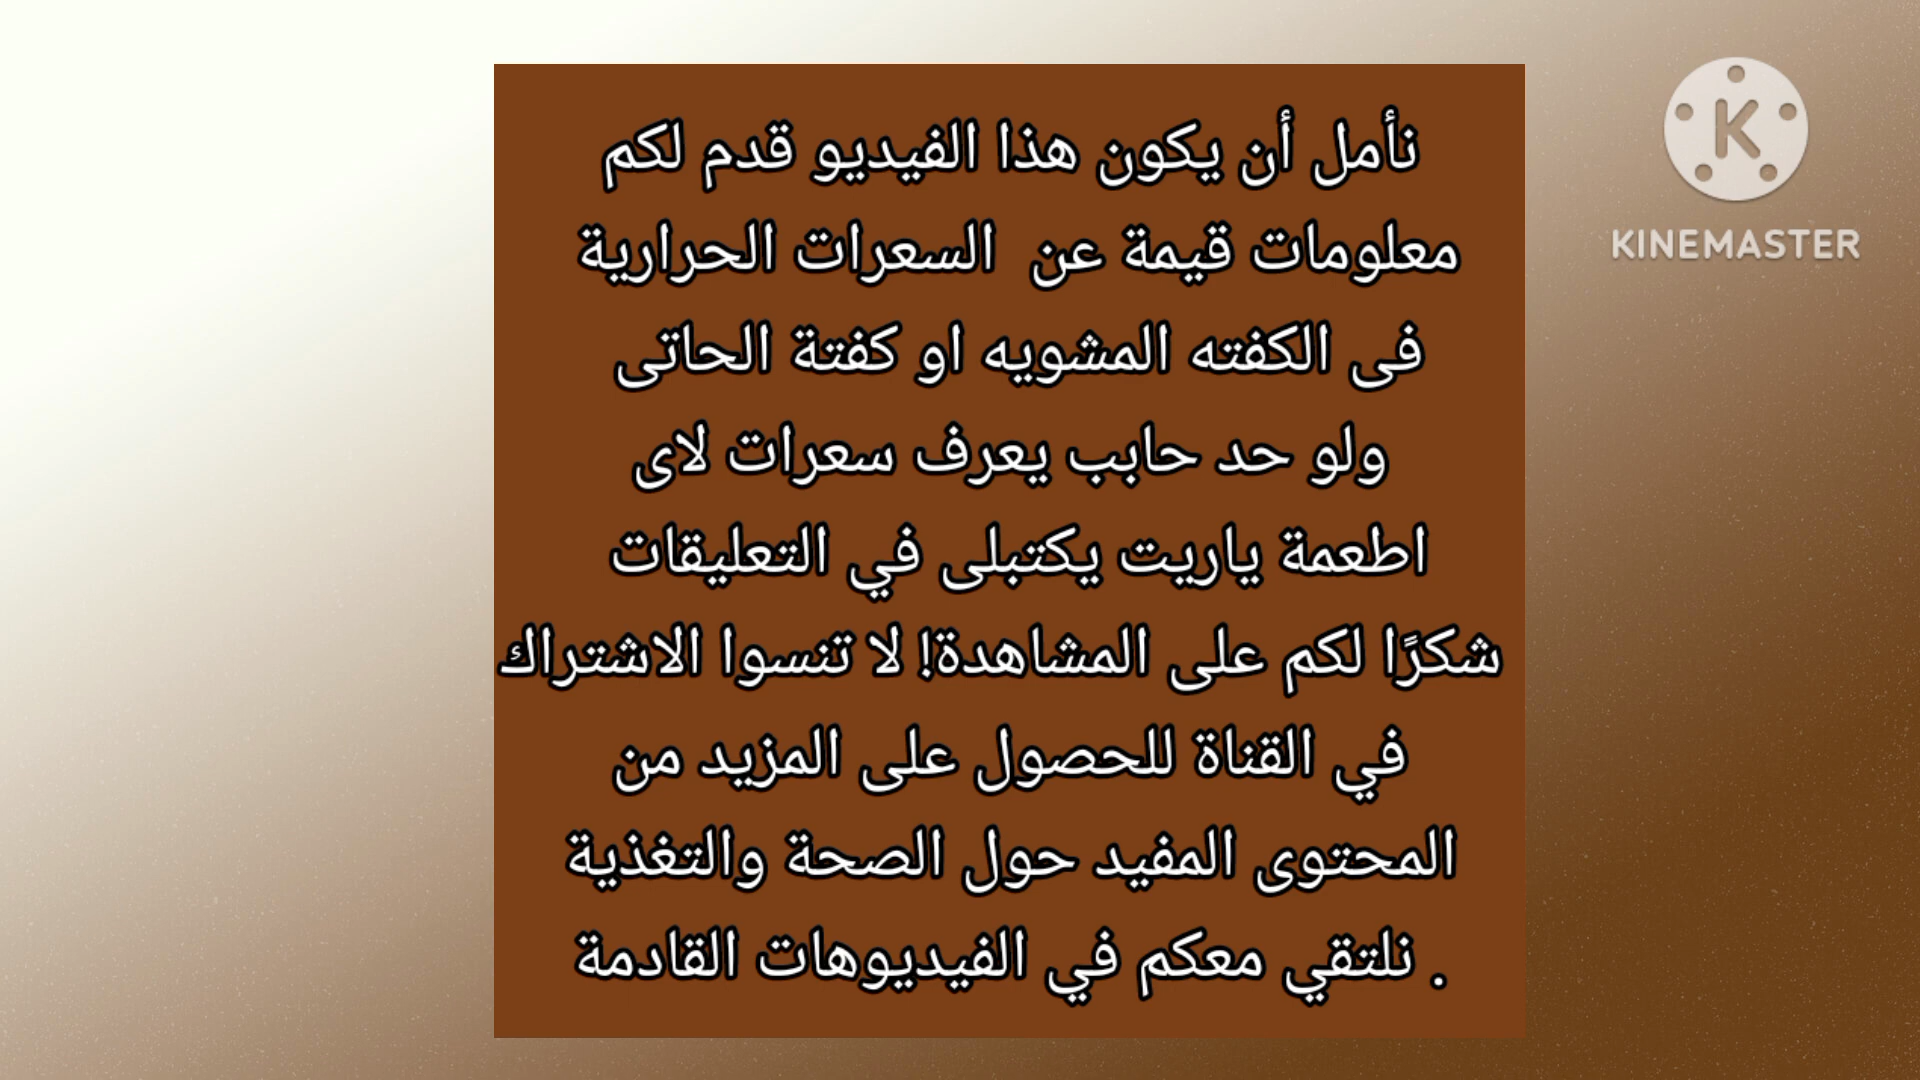 نأمل أن يكون هذا الفيديو قدم لكم
معلومات قيمة عن السعرات الحرارية
فى الكفته المشويه او كفتة الحاتى
ولو حد حابب يعرف سعرات لاى
اطعمة ياريت يكتبلى في التعليقات
شكرًا لكم على المشاهدة! لا تنسوا الاشتراك
في القناة للحصول على المزيد من
المحتوى المفيد حول الصحة والتغذية
. نلتقي معكم في الفيديوهات القادمة
K
KINEMASTER